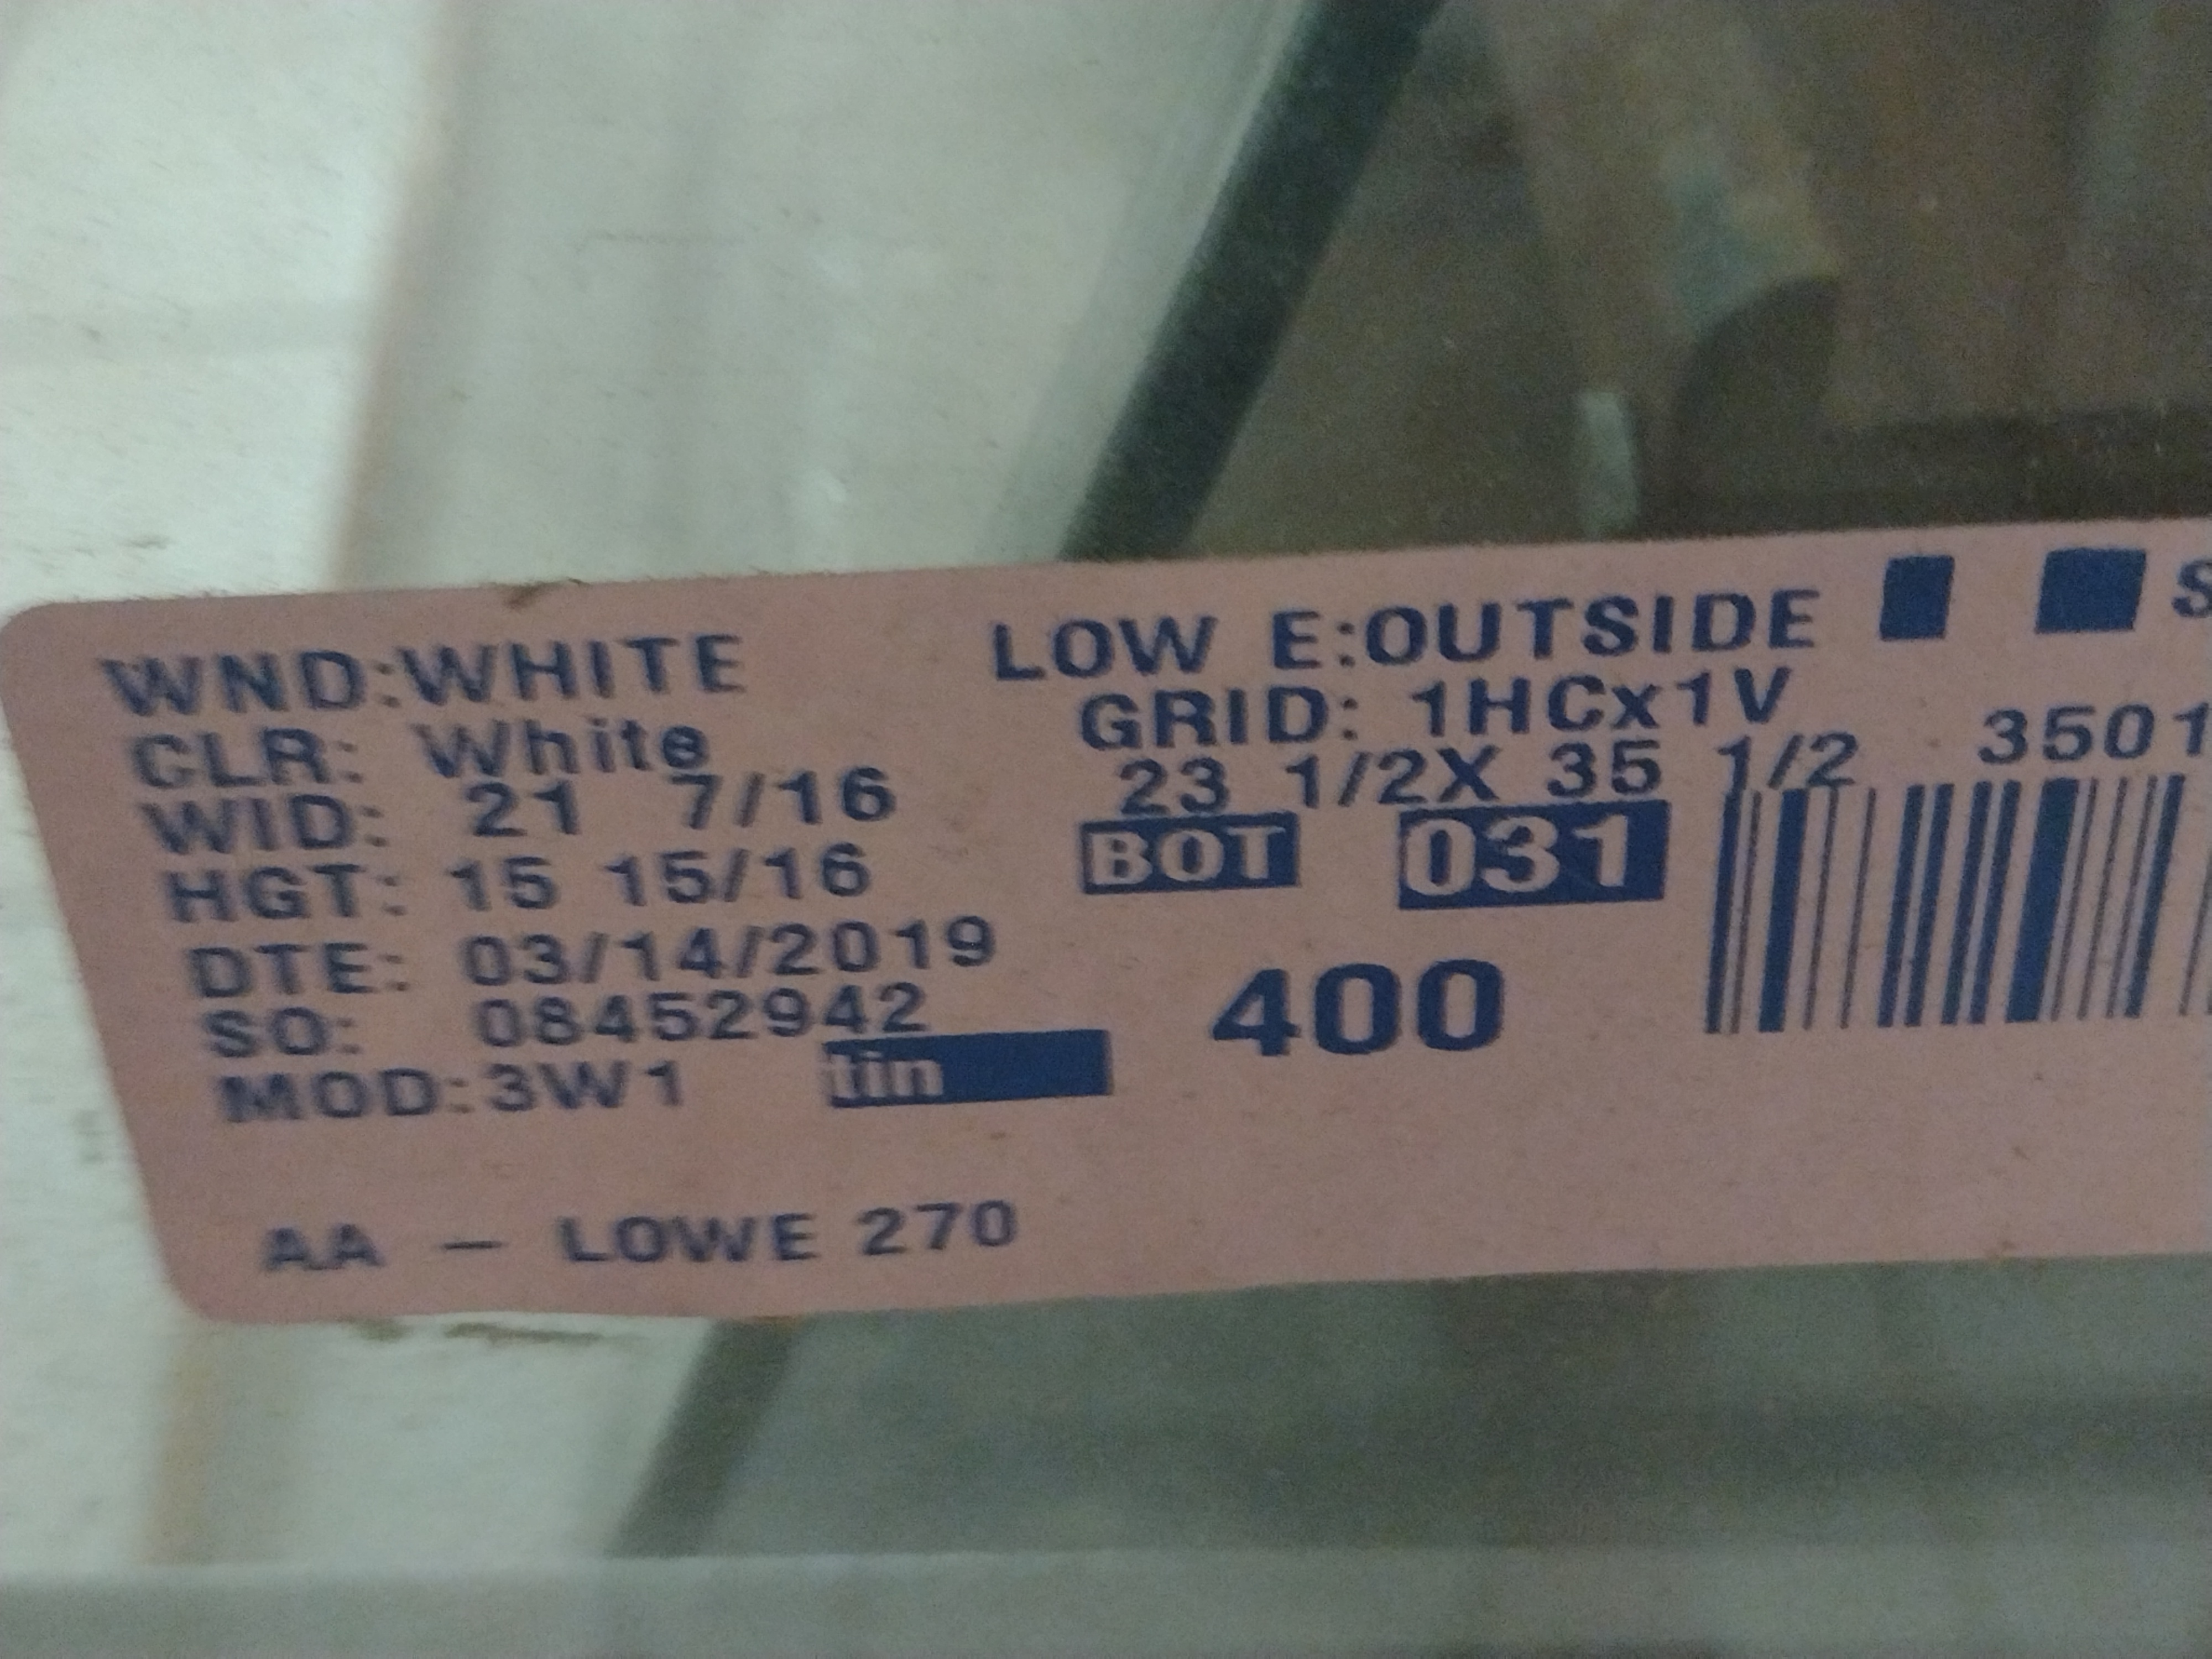 WND:WHITE
CLR: White
WID: 21 7/16
HGT: 15 15/16
DTE: 03/14/2019
SO: 08452942
MOD:3W1 tin
AA - LOWE 270
LOW E:OUTSIDE
GRID: 1HCx1V
23 1/2X 35 1/2
BOT 031
400
S
3501